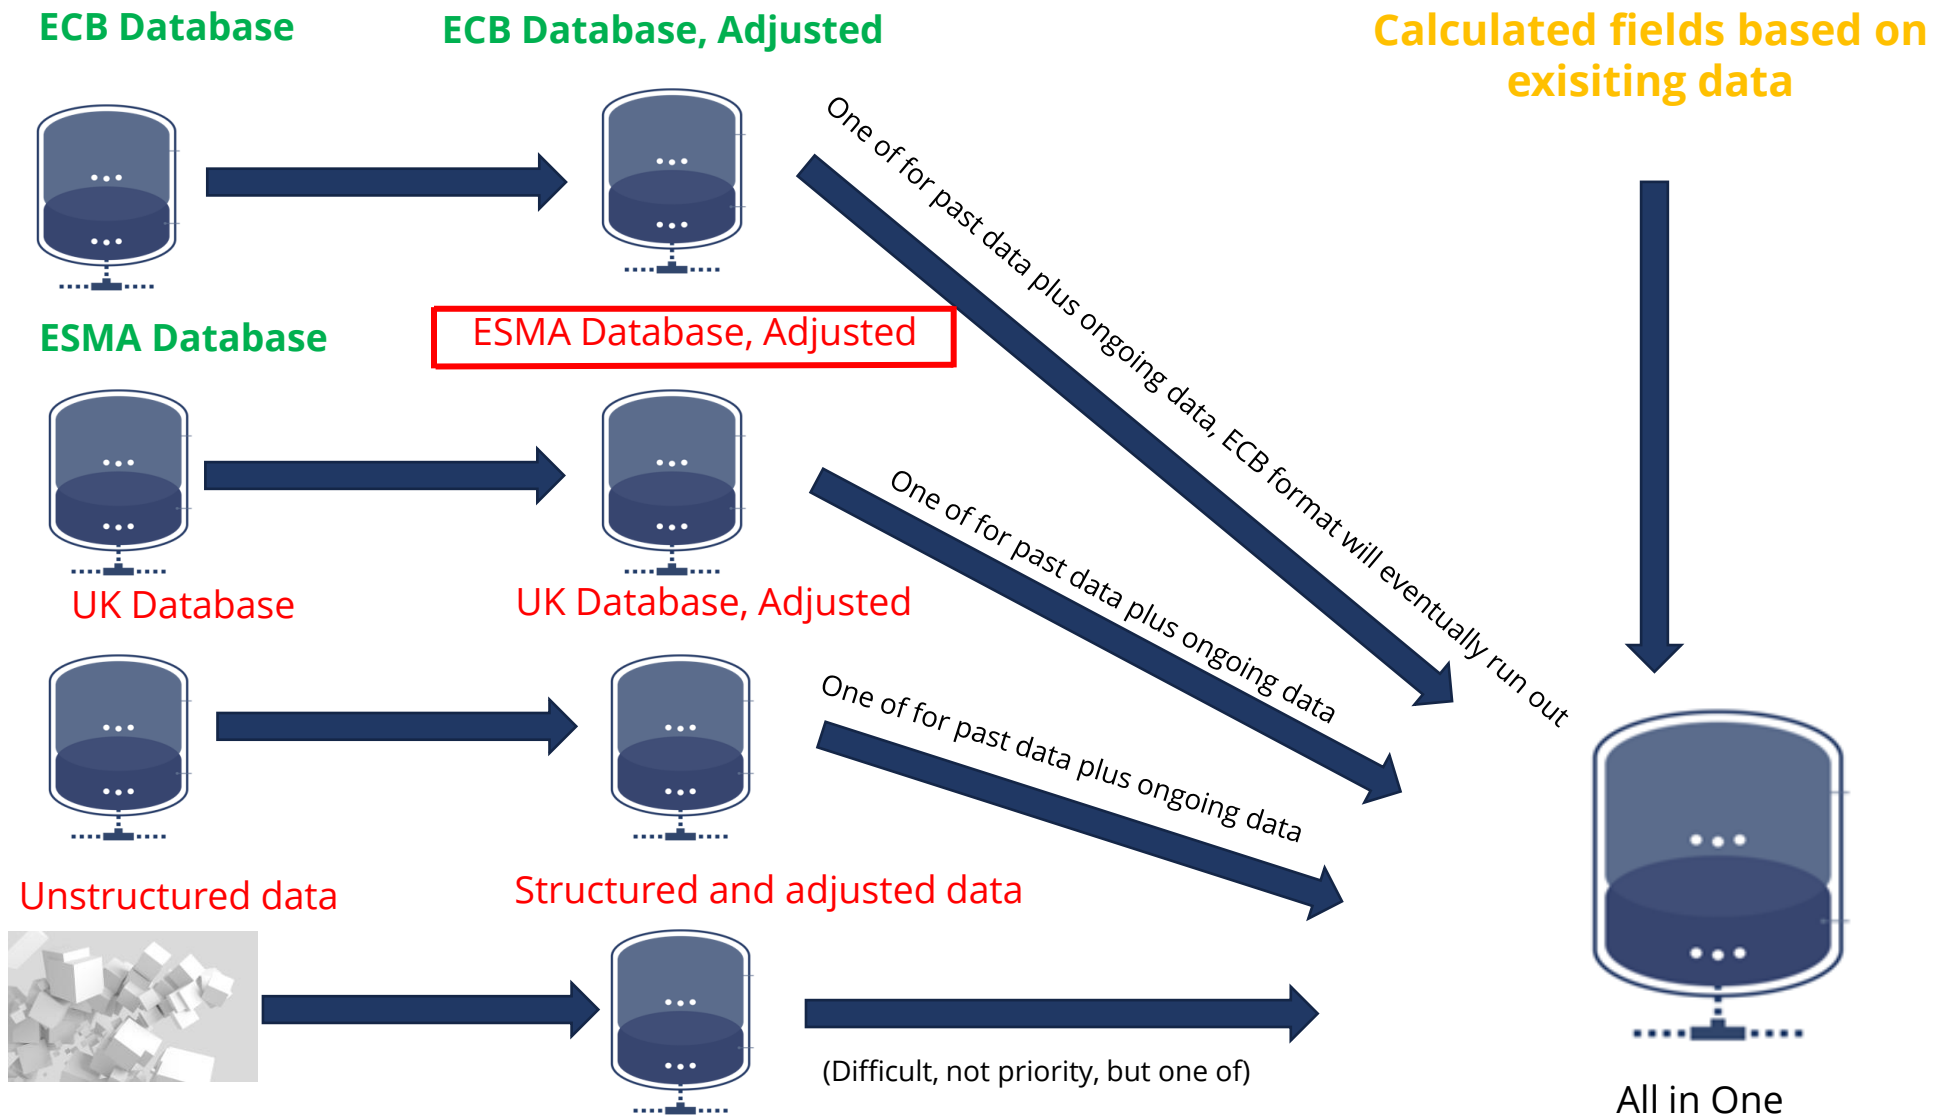 ECB Database
ECB Database, Adjusted
Calculated fields based on
exisiting data
One of for past data plus ongoing data, ECB format will eventually run out
ESMA Database
ESMA Database, Adjusted
One of for past data plus ongoing data
UK Database
UK Database, Adjusted
One of for past data plus ongoing data
Unstructured data
Structured and adjusted data
(Difficult, not priority, but one of)
All in One